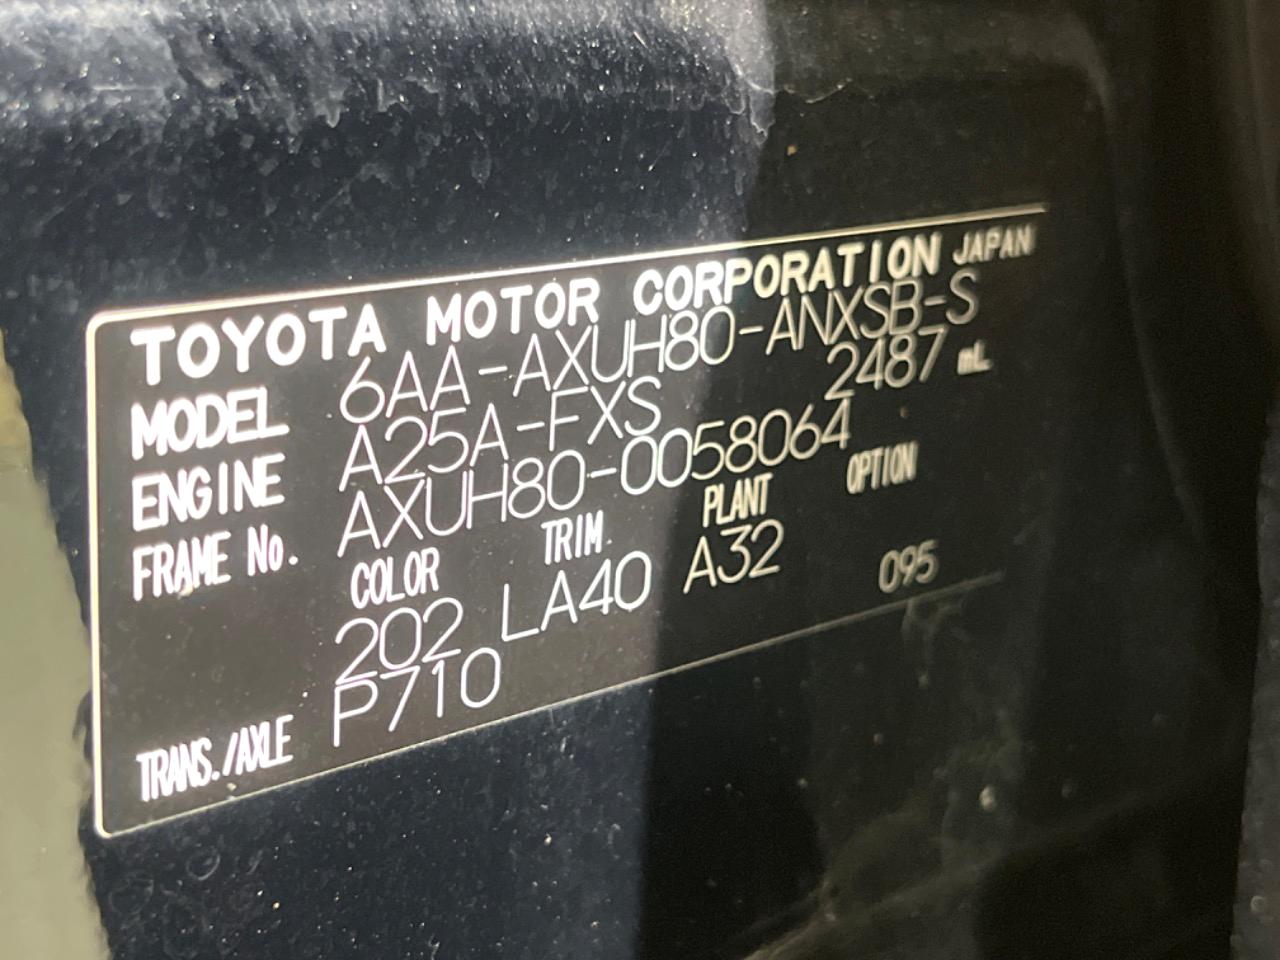 TOYOTA MOTOR CORPORATION JAPAN
MODEL 6AA-AXUH80-ANXSB-S
ENGINE A25A-FXS 2487 mL
FRAME No. AXUH80-0058064
COLOR TRIM PLANT OPTION
202 LA40 A32 095
TRANS./AXLE P710